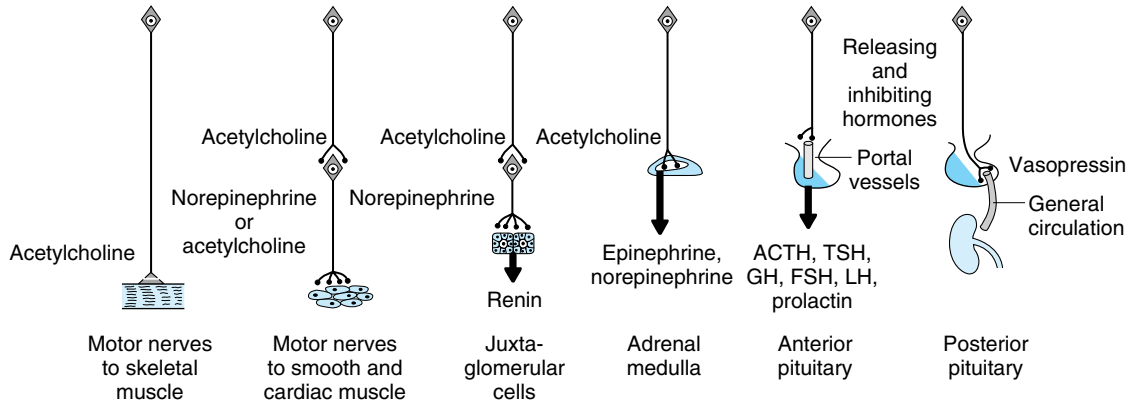 Acetylcholine
Motor nerves
to skeletal
muscle
Acetylcholine
Norepinephrine
or
acetylcholine
Motor nerves
to smooth and
cardiac muscle
Acetylcholine
Norepinephrine
Renin
Juxta-
glomerular
cells
Acetylcholine
Epinephrine,
norepinephrine
Adrenal
medulla
Releasing
and
inhibiting
hormones
Portal
vessels
ACTH, TSH,
GH, FSH, LH,
prolactin
Anterior
pituitary
Vasopressin
General
circulation
Posterior
pituitary